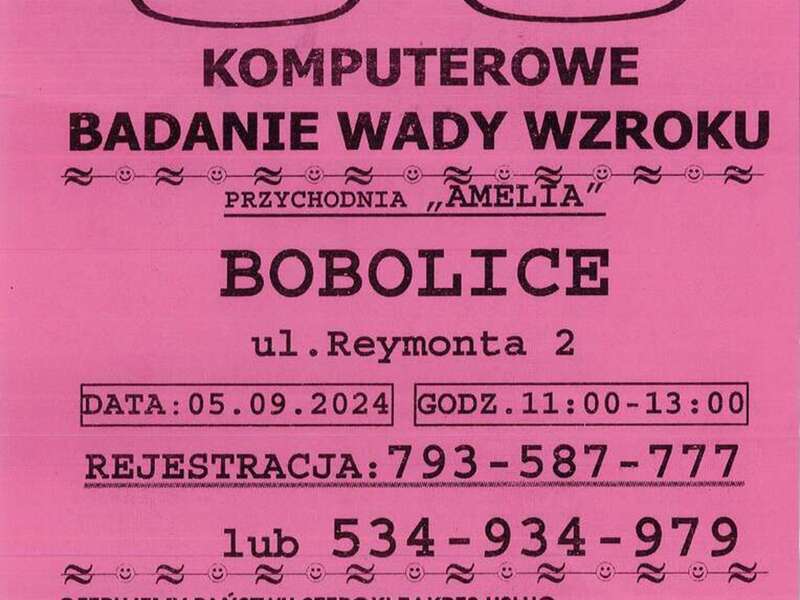 KOMPUTEROWE
BADANIE WADY WZROKU
PRZYCHODNIA „AMELIA”
BOBOLICE
ul.Reymonta 2
DATA:05.09.2024 GODZ.11:00-13:00
REJESTRACJA:793-587-777
lub 534-934-979